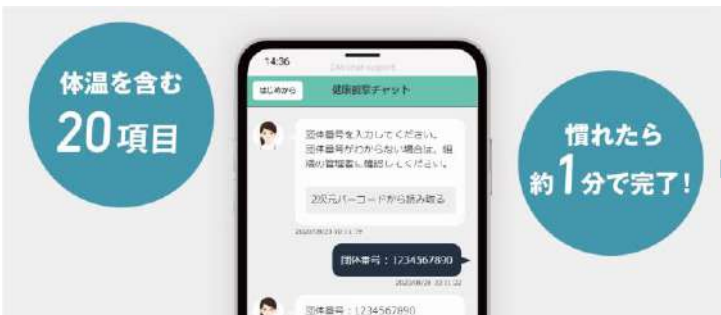 体温を含む
20項目
14:36
はじめから
健康観察チャット
団体番号を入力してください。
団体番号がわからない場合は、組
織の管理者に確認してください。
2次元バーコードから読み取る
団体番号：1234567890
団体番号：1234567890
慣れたら
約1分で完了！